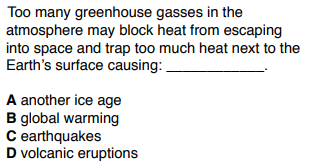 Too many greenhouse gasses in the
atmosphere may block heat from escaping
into space and trap too much heat next to the
Earth's surface causing: ____________.
A another ice age
B global warming
C earthquakes
D volcanic eruptions